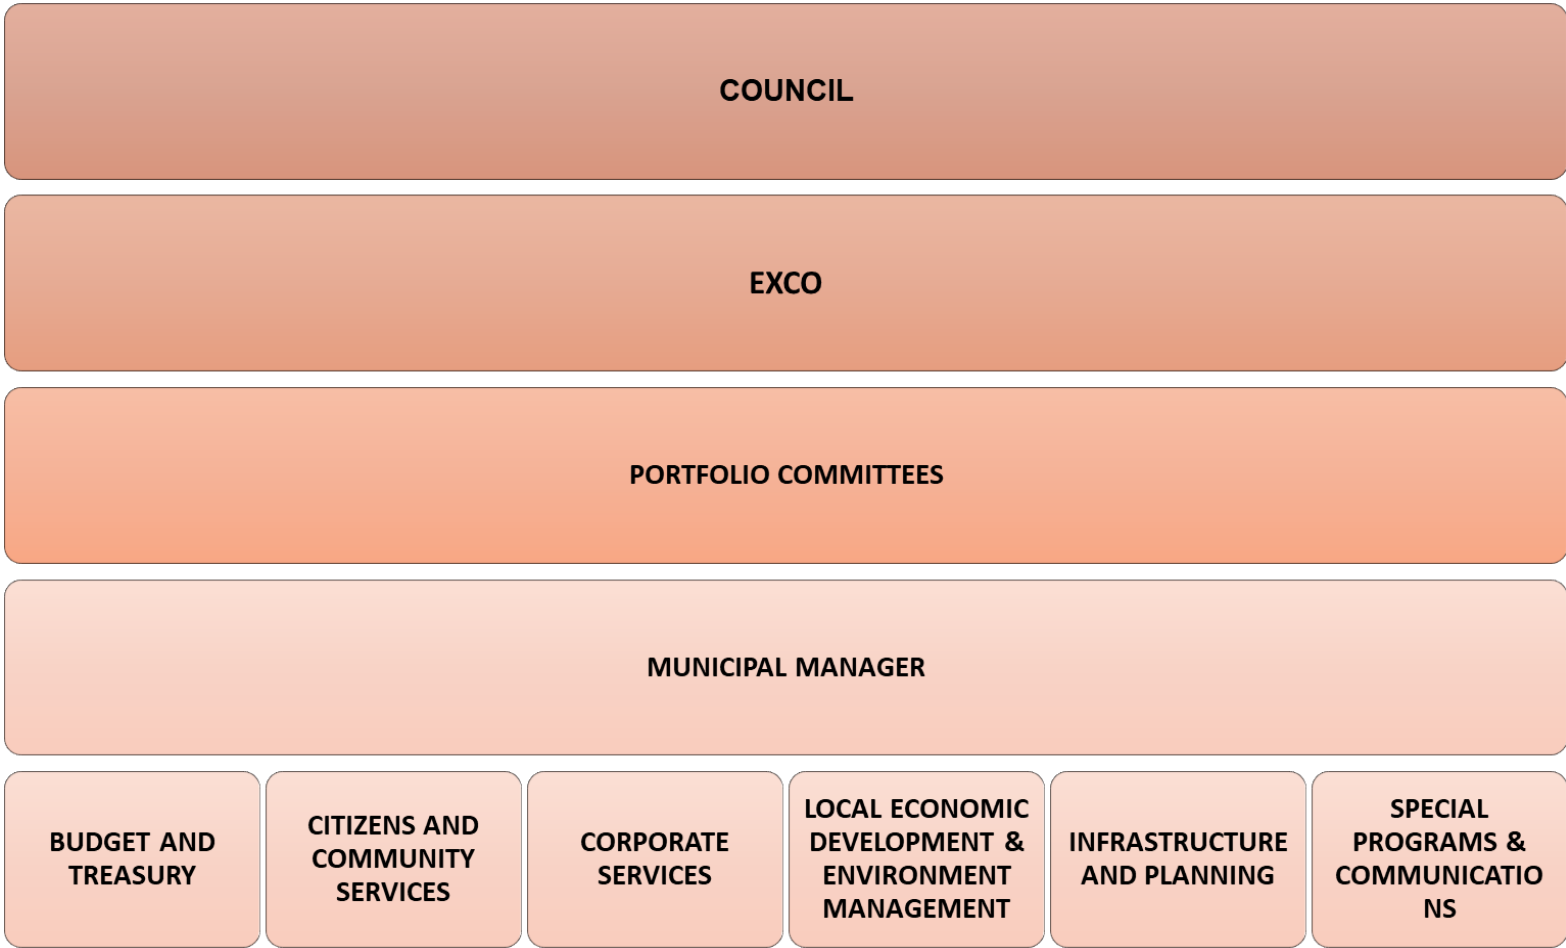 COUNCIL
EXCO
PORTFOLIO COMMITTEES
MUNICIPAL MANAGER
BUDGET AND
TREASURY
CITIZENS AND
COMMUNITY
SERVICES
CORPORATE
SERVICES
LOCAL ECONOMIC
DEVELOPMENT &
ENVIRONMENT
MANAGEMENT
INFRASTRUCTURE
AND PLANNING
SPECIAL
PROGRAMS &
COMMUNICATIO
NS